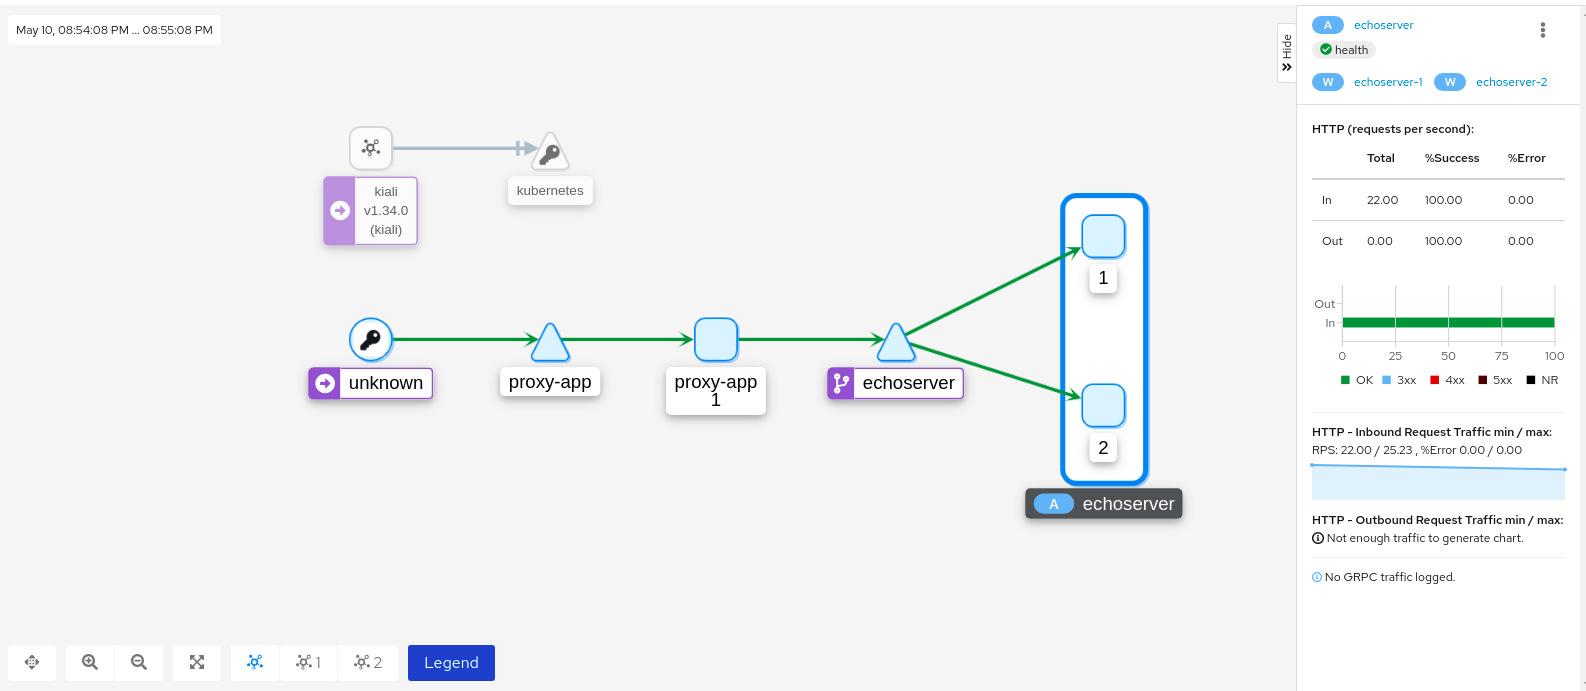 May 10, 08:54:08 PM ... 08:55:08 PM
kiali
v1.34.0
(kiali)
kubernetes
unknown
proxy-app
proxy-app
1
echoserver
1
2
A echoserver
1
2
Legend
Hide
A echoserver
health
W echoserver-1 W echoserver-2
HTTP (requests per second):
Total %Success %Error
In 22.00 100.00 0.00
Out 0.00 100.00 0.00
Out
In
0 25 50 75 100
OK 3xx 4xx 5xx NR
HTTP - Inbound Request Traffic min / max:
RPS: 22.00 / 25.23 , %Error 0.00 / 0.00
HTTP - Outbound Request Traffic min / max:
Not enough traffic to generate chart.
No GRPC traffic logged.